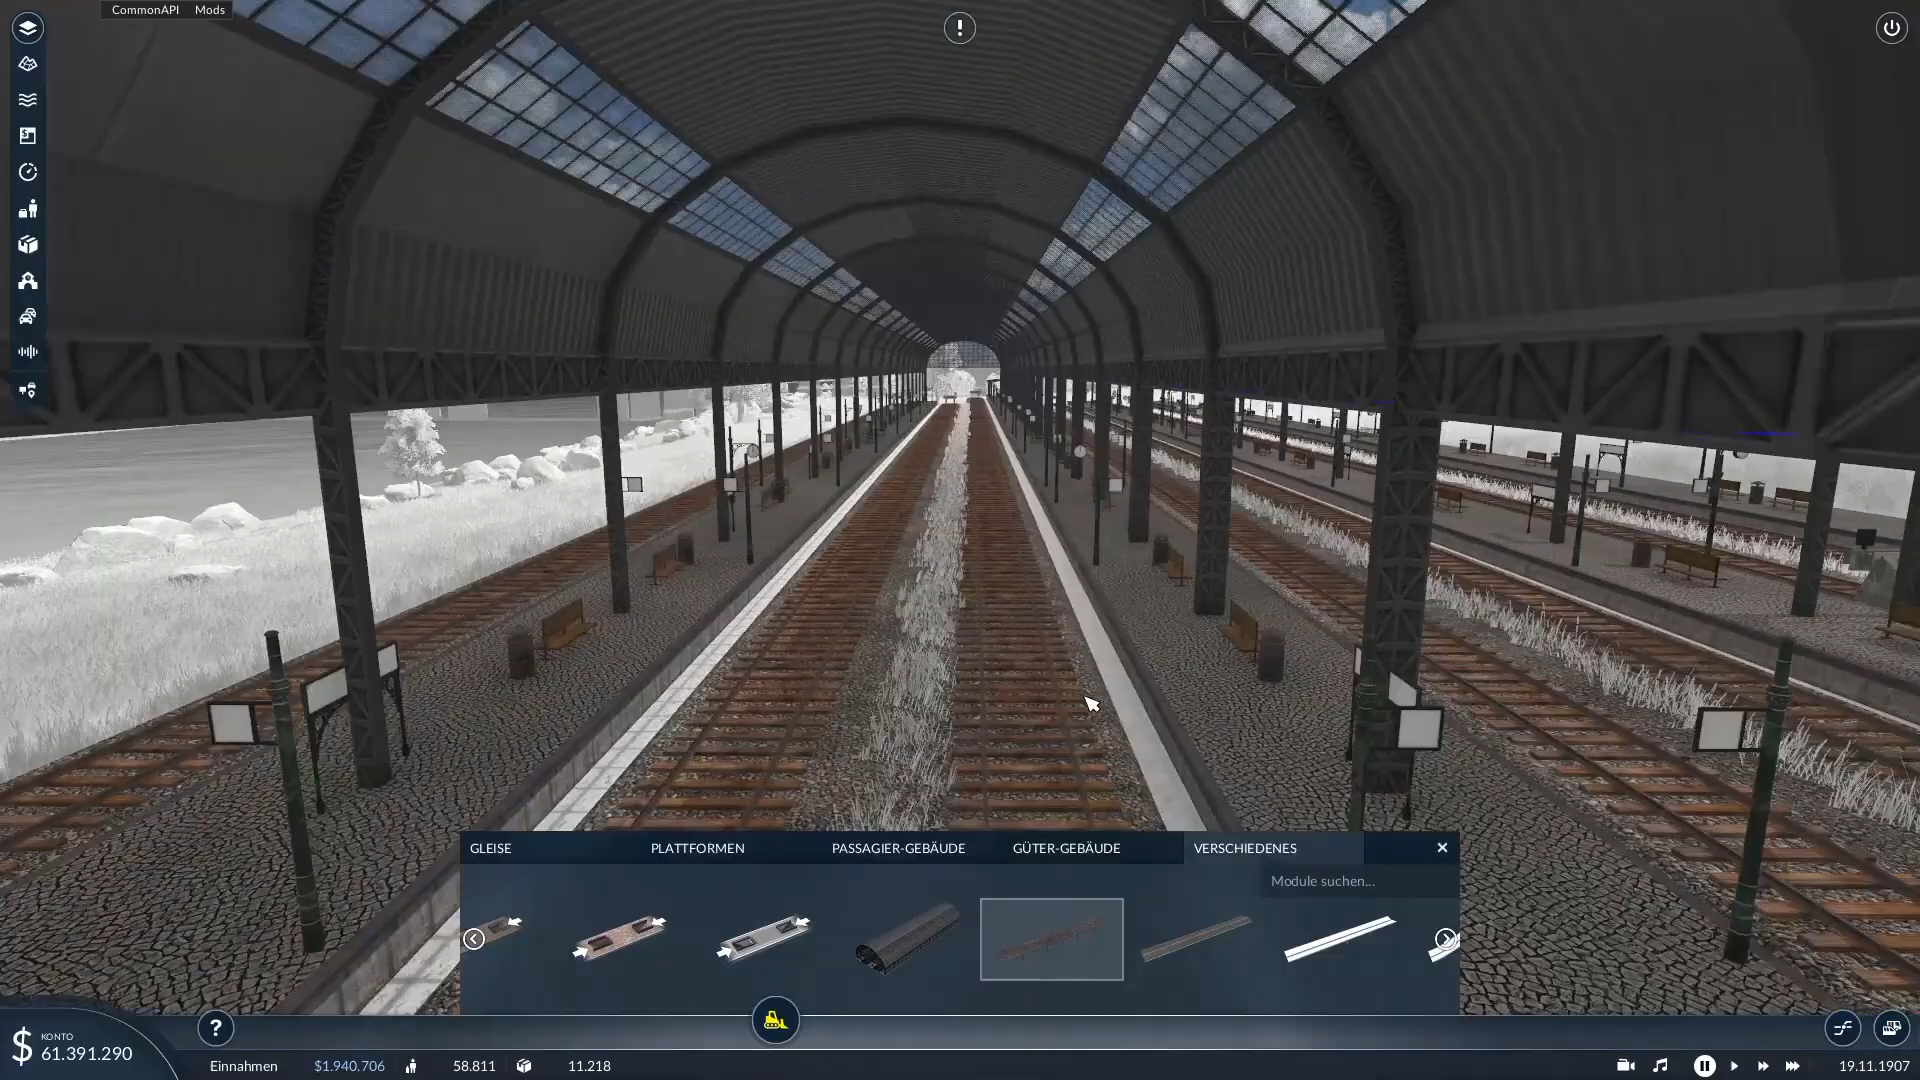 CommonAPI Mods
!
GLEISE PLATTFORMEN PASSAGIER-GEBÄUDE GÜTER-GEBÄUDE VERSCHIEDENES
Module suchen...
?
$ KONTO
61.391.290
Einnahmen $1.940.706 58.811 11.218 19.11.1907